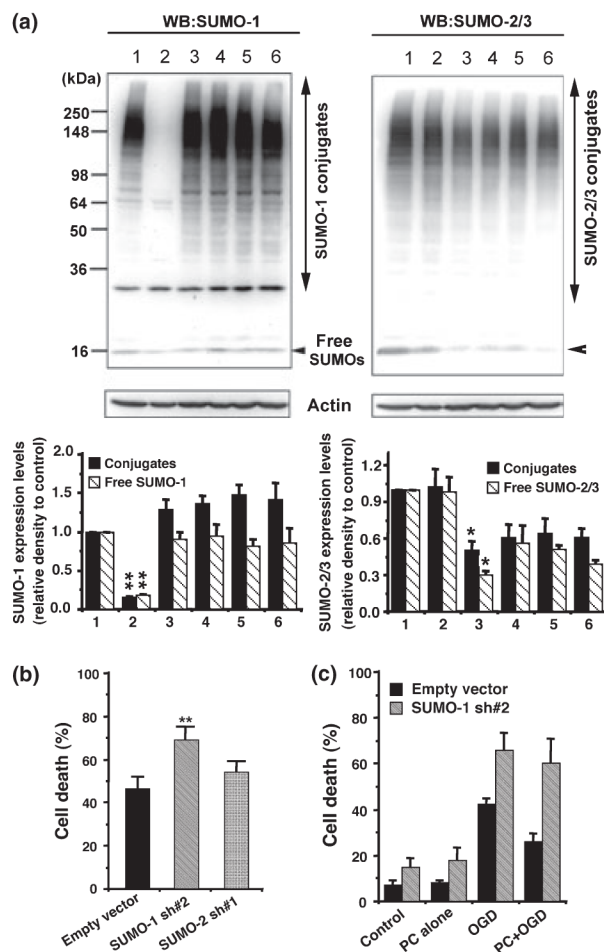 (a)
WB:SUMO-1
WB:SUMO-2/3
1 2 3 4 5 6
1 2 3 4 5 6
(kDa)
250
148
98
64
50
36
16
SUMO-1 conjugates
SUMO-2/3 conjugates
Free
SUMOs
Actin
SUMO-1 expression levels
(relative density to control)
2.0
1.5
1.0
0.5
0.0
Conjugates
Free SUMO-1
**
**
1 2 3 4 5 6
SUMO-2/3 expression levels
(relative density to control)
1.2
0.9
0.6
0.3
0.0
Conjugates
Free SUMO-2/3
*
*
1 2 3 4 5 6
(b)
Cell death (%)
100
80
60
40
20
0
**
Empty vector
SUMO-1 sh#2
SUMO-2 sh#1
(c)
Cell death (%)
100
80
60
40
20
0
Empty vector
SUMO-1 sh#2
Control
PC alone
OGD
PC+OGD